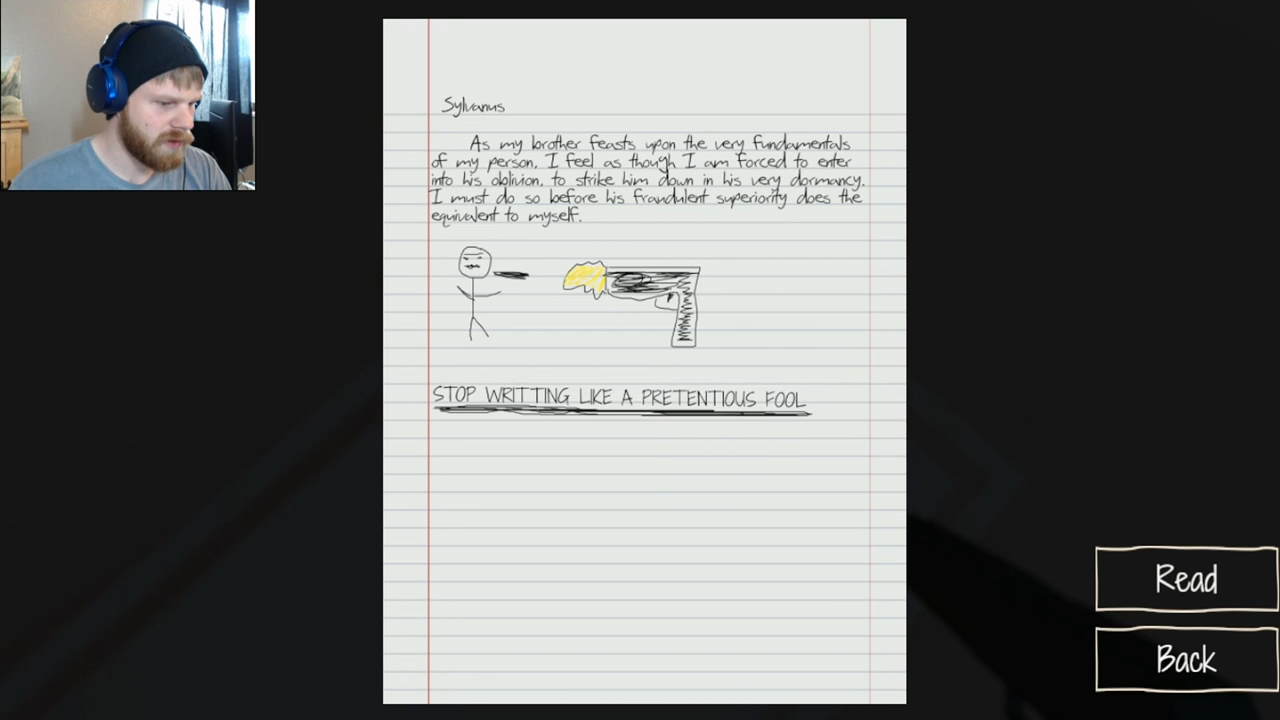 Sylvanus
As my brother feasts upon the very fundamentals
of my person, I feel as though I am forced to enter
into his oblivion, to strike him down in his very dormancy.
I must do so before his fraudulent superiority does the
equivalent to myself.
STOP WRITTING LIKE A PRETENTIOUS FOOL
Read
Back